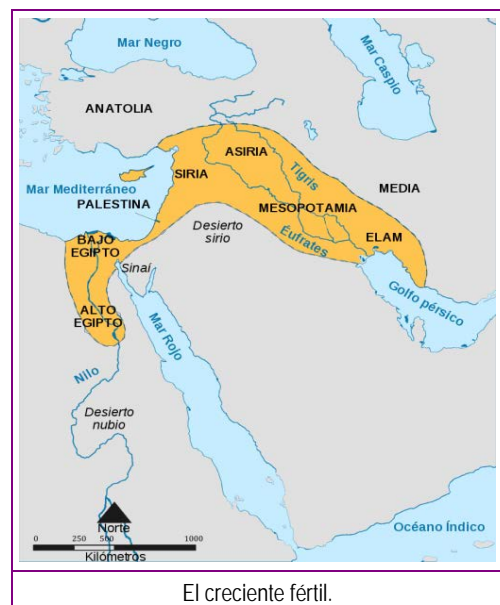 Mar Negro
Mar Caspio
ANATOLIA
ASIRIA
Tigris
SIRIA
MEDIA
Mar Mediterráneo
PALESTINA
MESOPOTAMIA
Desierto
sirio
Éufrates
ELAM
BAJO
EGIPTO
Sinaí
Golfo pérsico
ALTO
EGIPTO
Mar Rojo
Nilo
Desierto
nubio
Norte
0 250 500 1000
Kilómetros
Océano Índico
El creciente fértil.